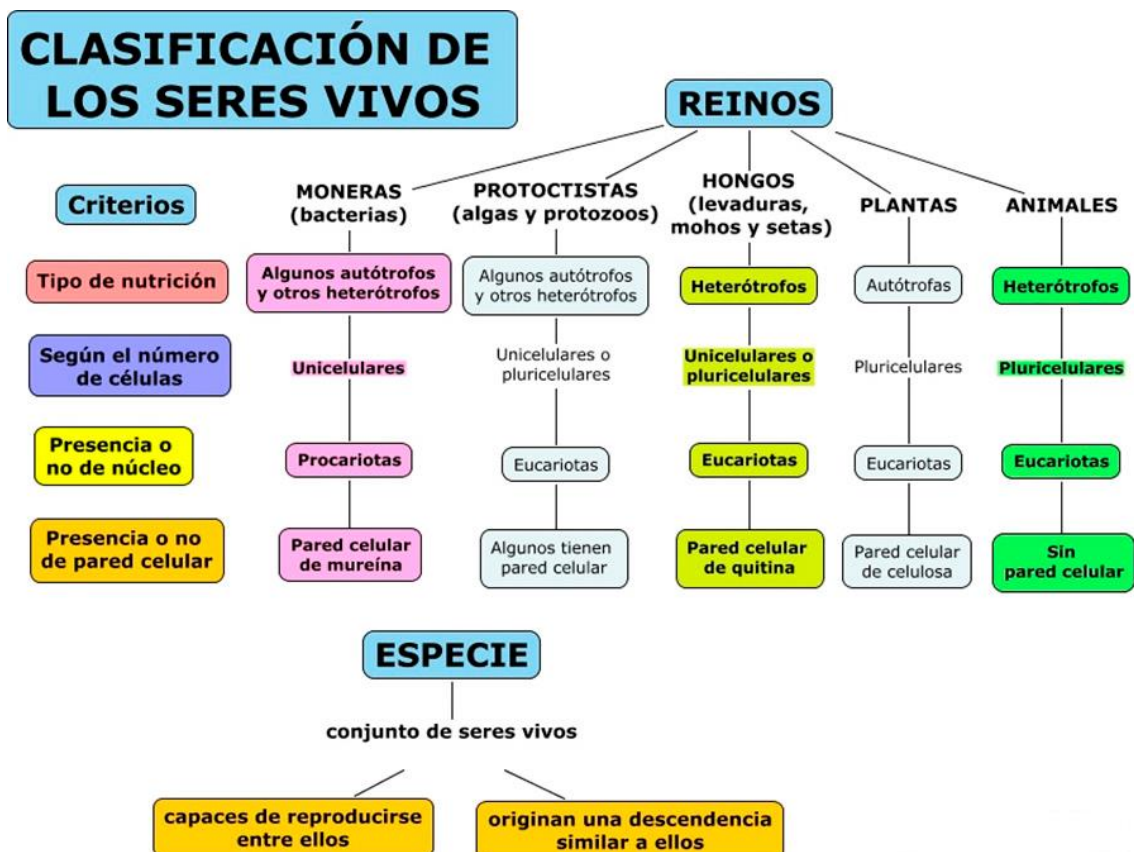 CLASIFICACIÓN DE
LOS SERES VIVOS
REINOS
Criterios
MONERAS
(bacterias)
PROTOCTISTAS
(algas y protozoos)
HONGOS
(levaduras,
mohos y setas)
PLANTAS
ANIMALES
Tipo de nutrición
Algunos autótrofos
y otros heterótrofos
Algunos autótrofos
y otros heterótrofos
Heterótrofos
Autótrofas
Heterótrofos
Según el número
de células
Unicelulares
Unicelulares o
pluricelulares
Unicelulares o
pluricelulares
Pluricelulares
Pluricelulares
Presencia o
no de núcleo
Procariotas
Eucariotas
Eucariotas
Eucariotas
Eucariotas
Presencia o no
de pared celular
Pared celular
de mureína
Algunos tienen
pared celular
Pared celular
de quitina
Pared celular
de celulosa
Sin
pared celular
ESPECIE
conjunto de seres vivos
capaces de reproducirse
entre ellos
originan una descendencia
similar a ellos